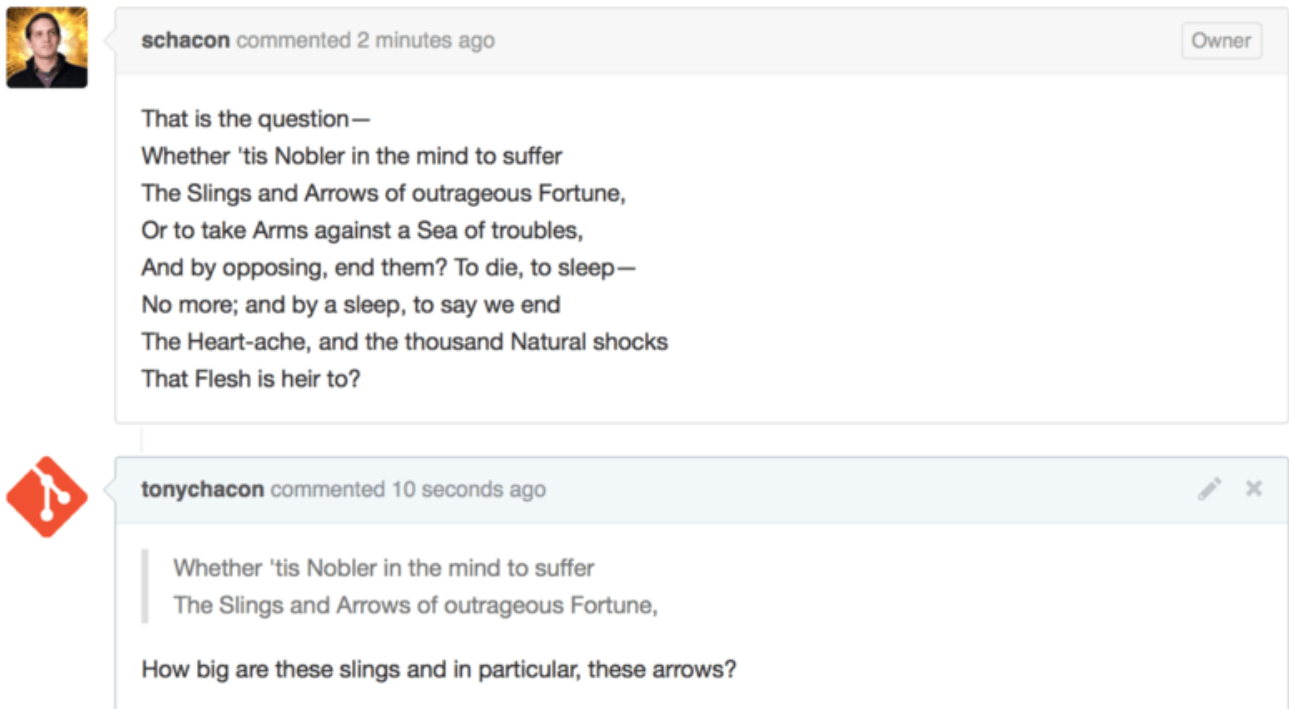 schacon commented 2 minutes ago Owner
That is the question—
Whether 'tis Nobler in the mind to suffer
The Slings and Arrows of outrageous Fortune,
Or to take Arms against a Sea of troubles,
And by opposing, end them? To die, to sleep—
No more; and by a sleep, to say we end
The Heart-ache, and the thousand Natural shocks
That Flesh is heir to?
tonychacon commented 10 seconds ago
Whether 'tis Nobler in the mind to suffer
The Slings and Arrows of outrageous Fortune,
How big are these slings and in particular, these arrows?